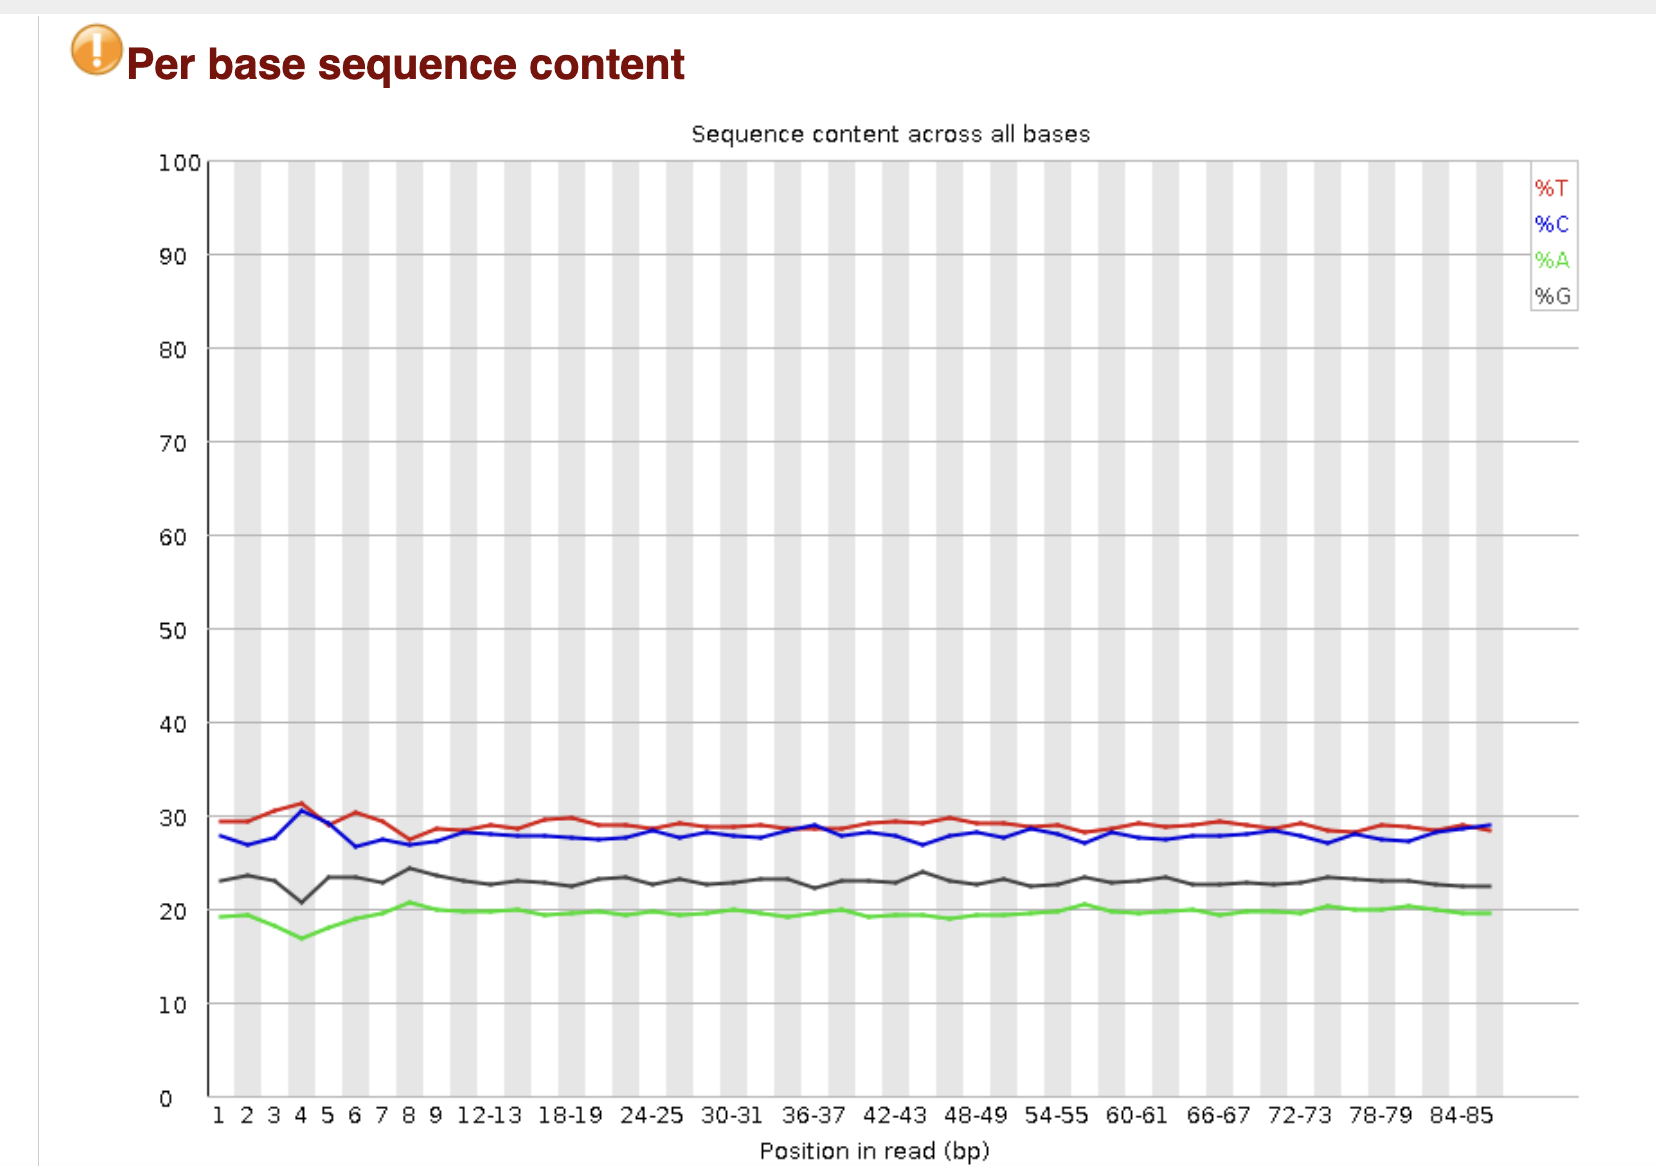 Per base sequence content
Sequence content across all bases
100
90
80
70
60
50
40
30
20
10
0
%T
%C
%A
%G
1 2 3 4 5 6 7 8 9 12-13 18-19 24-25 30-31 36-37 42-43 48-49 54-55 60-61 66-67 72-73 78-79 84-85
Position in read (bp)